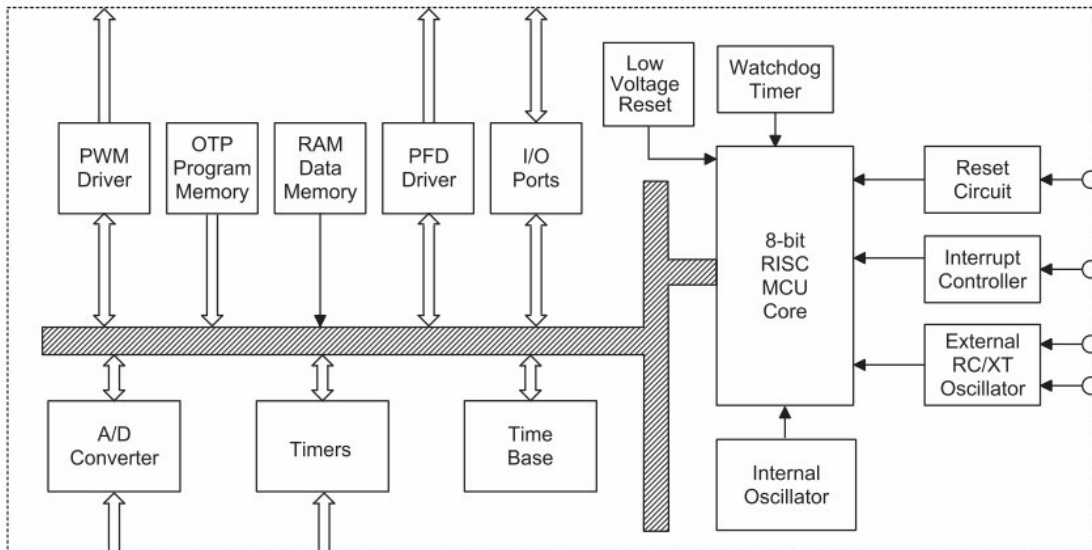 Low
Voltage
Reset
Watchdog
Timer
PWM
Driver
OTP
Program
Memory
RAM
Data
Memory
PFD
Driver
I/O
Ports
Reset
Circuit
8-bit
RISC
MCU
Core
Interrupt
Controller
External
RC/XT
Oscillator
A/D
Converter
Timers
Time
Base
Internal
Oscillator